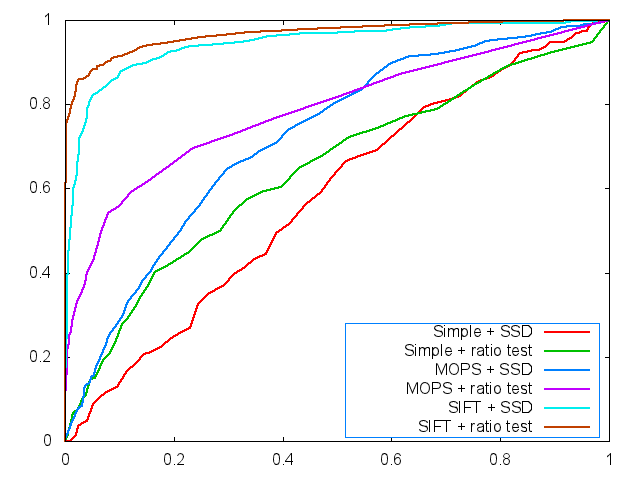 1
0.8
0.6
0.4
0.2
0
Simple + SSD
Simple + ratio test
MOPS + SSD
MOPS + ratio test
SIFT + SSD
SIFT + ratio test
0 0.2 0.4 0.6 0.8 1